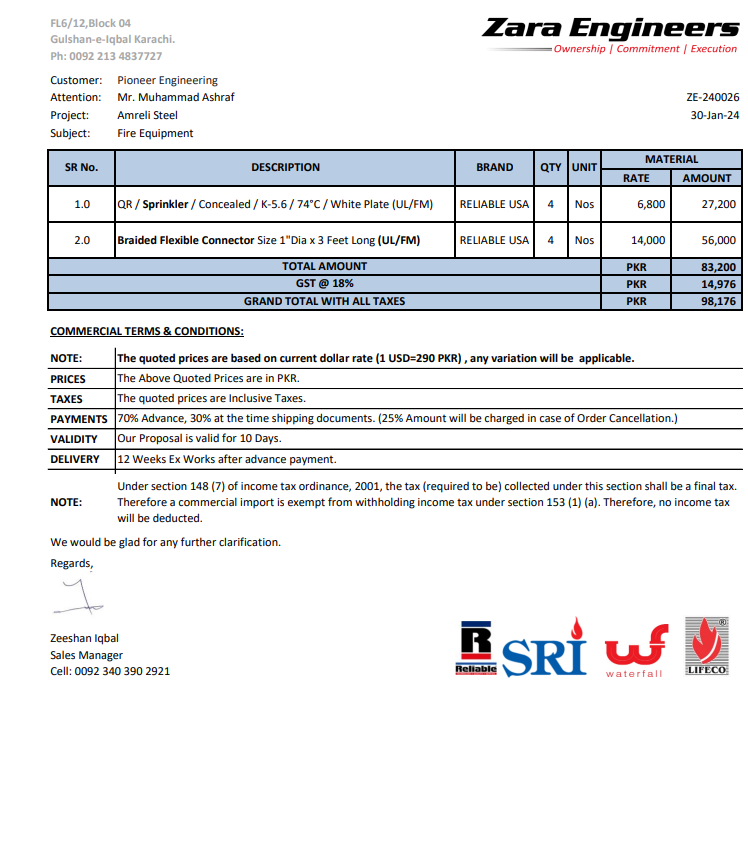 FL6/12,Block 04
Gulshan-e-Iqbal Karachi.
Ph: 0092 213 4837727
Zara Engineers
Ownership | Commitment | Execution
Customer: Pioneer Engineering
Attention: Mr. Muhammad Ashraf
ZE-240026
Project: Amreli Steel
30-Jan-24
Subject: Fire Equipment
SR No. DESCRIPTION BRAND QTY UNIT MATERIAL
RATE AMOUNT
1.0 QR / Sprinkler / Concealed / K-5.6 / 74°C / White Plate (UL/FM) RELIABLE USA 4 Nos 6,800 27,200
2.0 Braided Flexible Connector Size 1"Dia x 3 Feet Long (UL/FM) RELIABLE USA 4 Nos 14,000 56,000
TOTAL AMOUNT PKR 83,200
GST @ 18% PKR 14,976
GRAND TOTAL WITH ALL TAXES PKR 98,176
COMMERCIAL TERMS & CONDITIONS:
NOTE: The quoted prices are based on current dollar rate (1 USD=290 PKR) , any variation will be applicable.
PRICES The Above Quoted Prices are in PKR.
TAXES The quoted prices are Inclusive Taxes.
PAYMENTS 70% Advance, 30% at the time shipping documents. (25% Amount will be charged in case of Order Cancellation.)
VALIDITY Our Proposal is valid for 10 Days.
DELIVERY 12 Weeks Ex Works after advance payment.
Under section 148 (7) of income tax ordinance, 2001, the tax (required to be) collected under this section shall be a final tax.
NOTE: Therefore a commercial import is exempt from withholding income tax under section 153 (1) (a). Therefore, no income tax
will be deducted.
We would be glad for any further clarification.
Regards,
Zeeshan Iqbal
Sales Manager
Cell: 0092 340 390 2921
R
Reliable
SRI
wf
waterfall
®
LIFECO